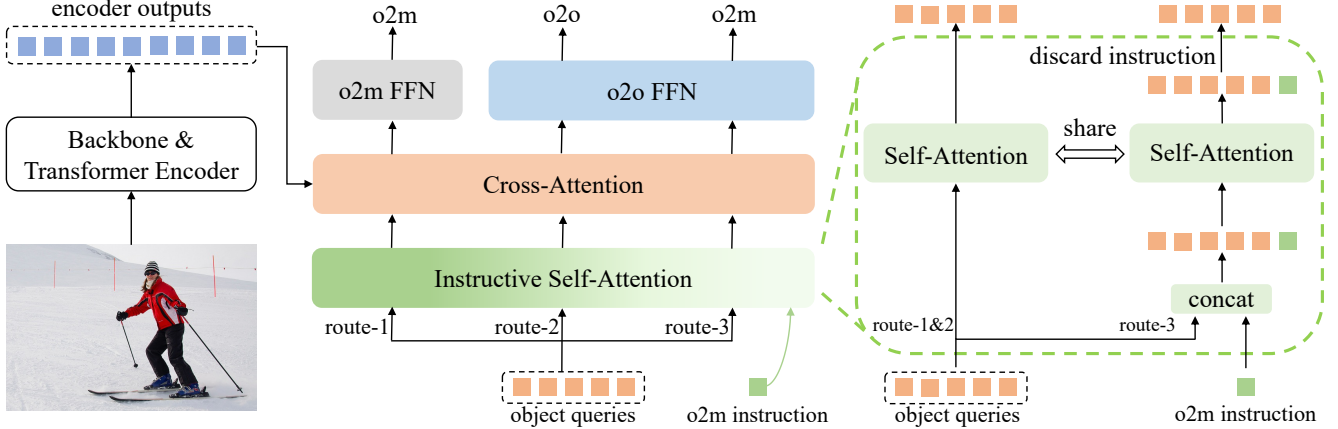 encoder outputs
Backbone &
Transformer Encoder
o2m
o2o
o2m
o2m FFN
o2o FFN
Cross-Attention
Instructive Self-Attention
route-1
route-2
route-3
object queries
o2m instruction
discard instruction
Self-Attention
share
Self-Attention
concat
route-1&2
route-3
object queries
o2m instruction